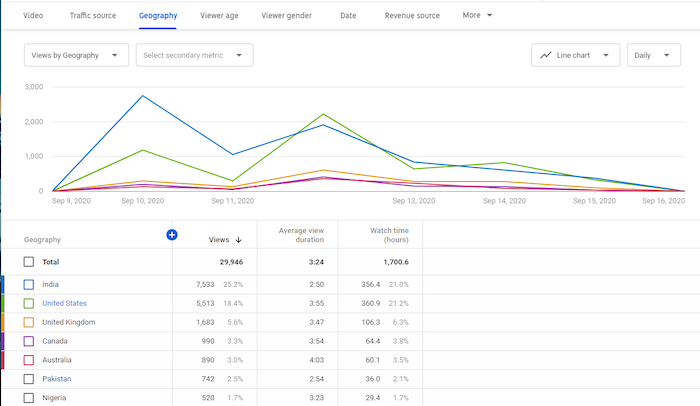 Video Traffic source Geography Viewer age Viewer gender Date Revenue source More
Views by Geography Select secondary metric Line chart Daily
3,000
2,000
1,000
0
Sep 9, 2020 Sep 10, 2020 Sep 11, 2020 Sep 13, 2020 Sep 14, 2020 Sep 15, 2020 Sep 16, 2020
Geography Views Average view duration Watch time (hours)
Total 29,946 3:24 1,700.6
India 7,533 25.2% 2:50 356.4 21.0%
United States 5,513 18.4% 3:55 360.9 21.2%
United Kingdom 1,683 5.6% 3:47 106.3 6.3%
Canada 990 3.3% 3:54 64.4 3.8%
Australia 890 3.0% 4:03 60.1 3.5%
Pakistan 742 2.5% 2:54 36.0 2.1%
Nigeria 520 1.7% 3:23 29.4 1.7%